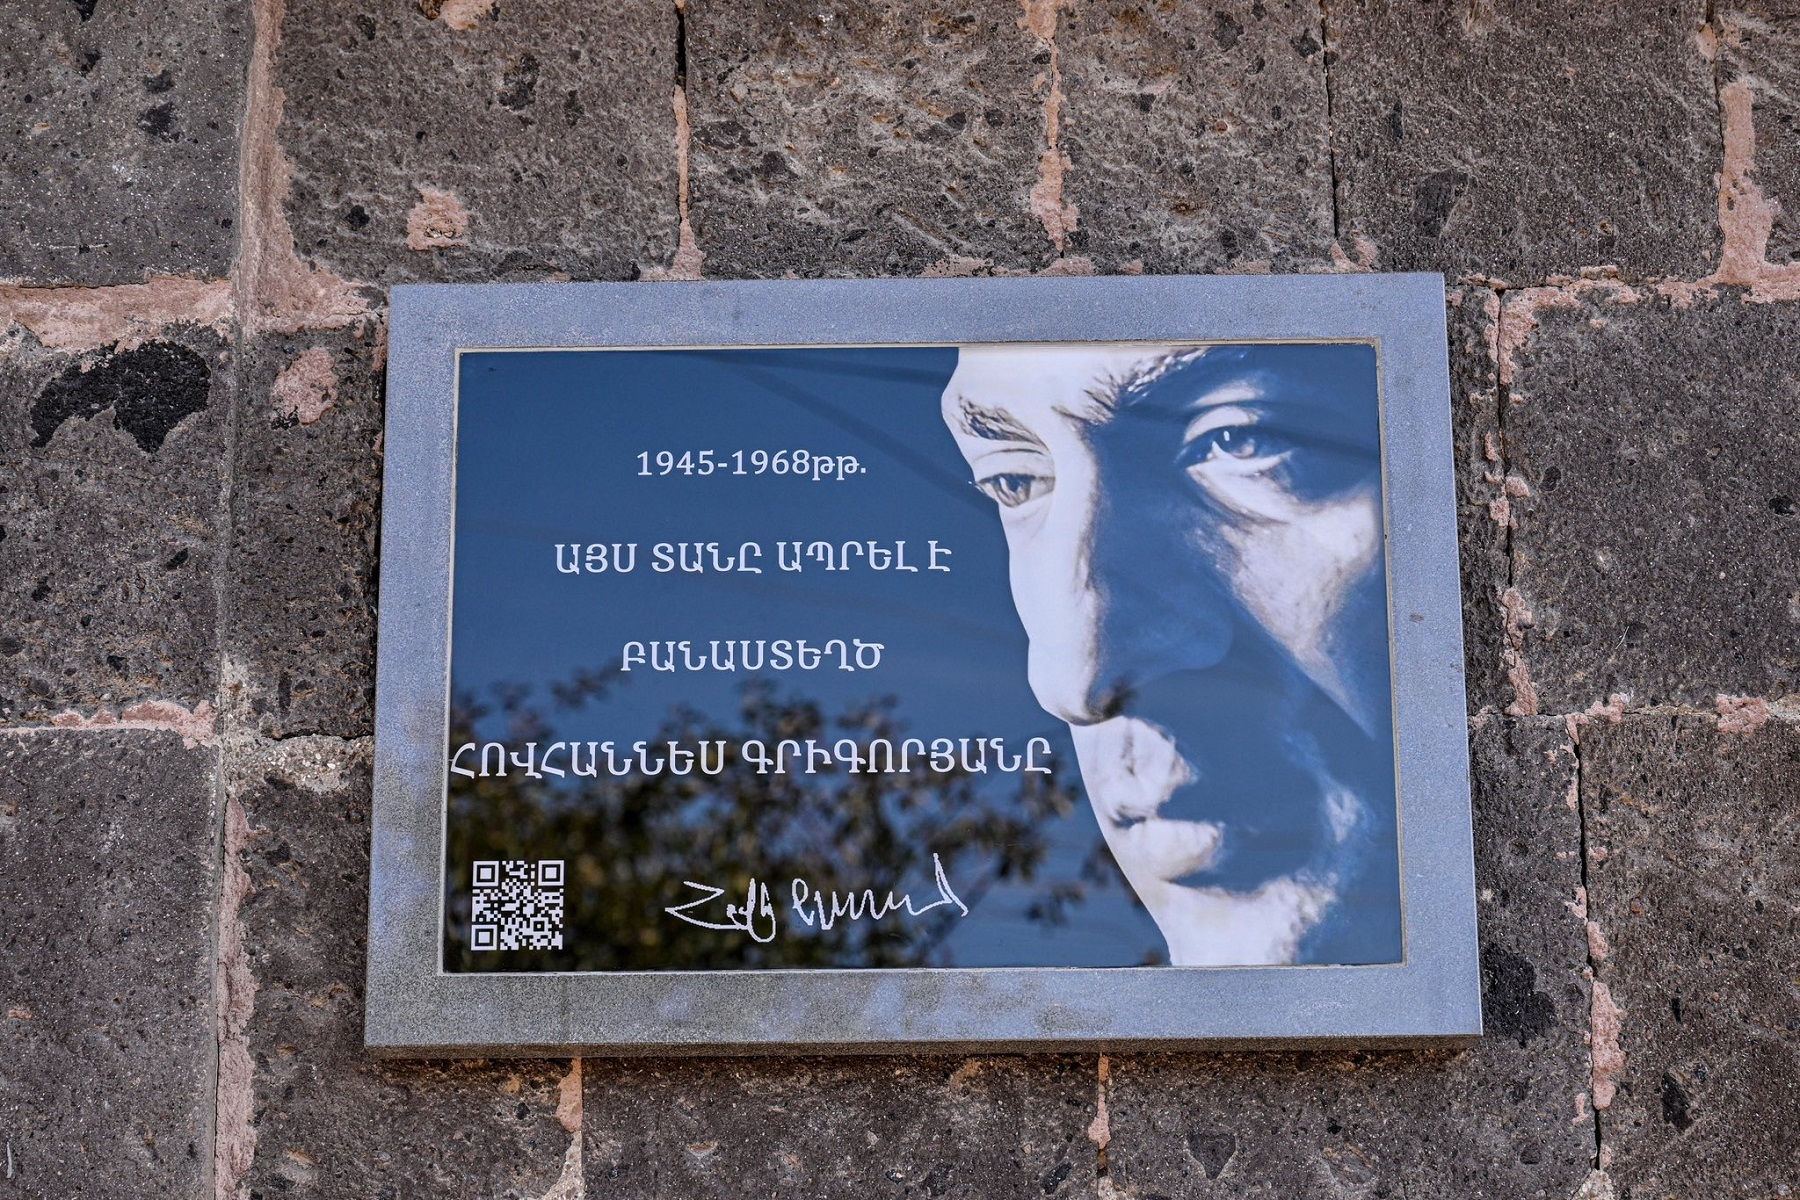 1945-1968թթ.
ԱՅՍ ՏԱՆԸ ԱՊՐԵԼ Է
ԲԱՆԱՍՏԵՂԾ
ՀՈՎՀԱՆՆԵՍ ԳՐԻԳՈՐՅԱՆԸ